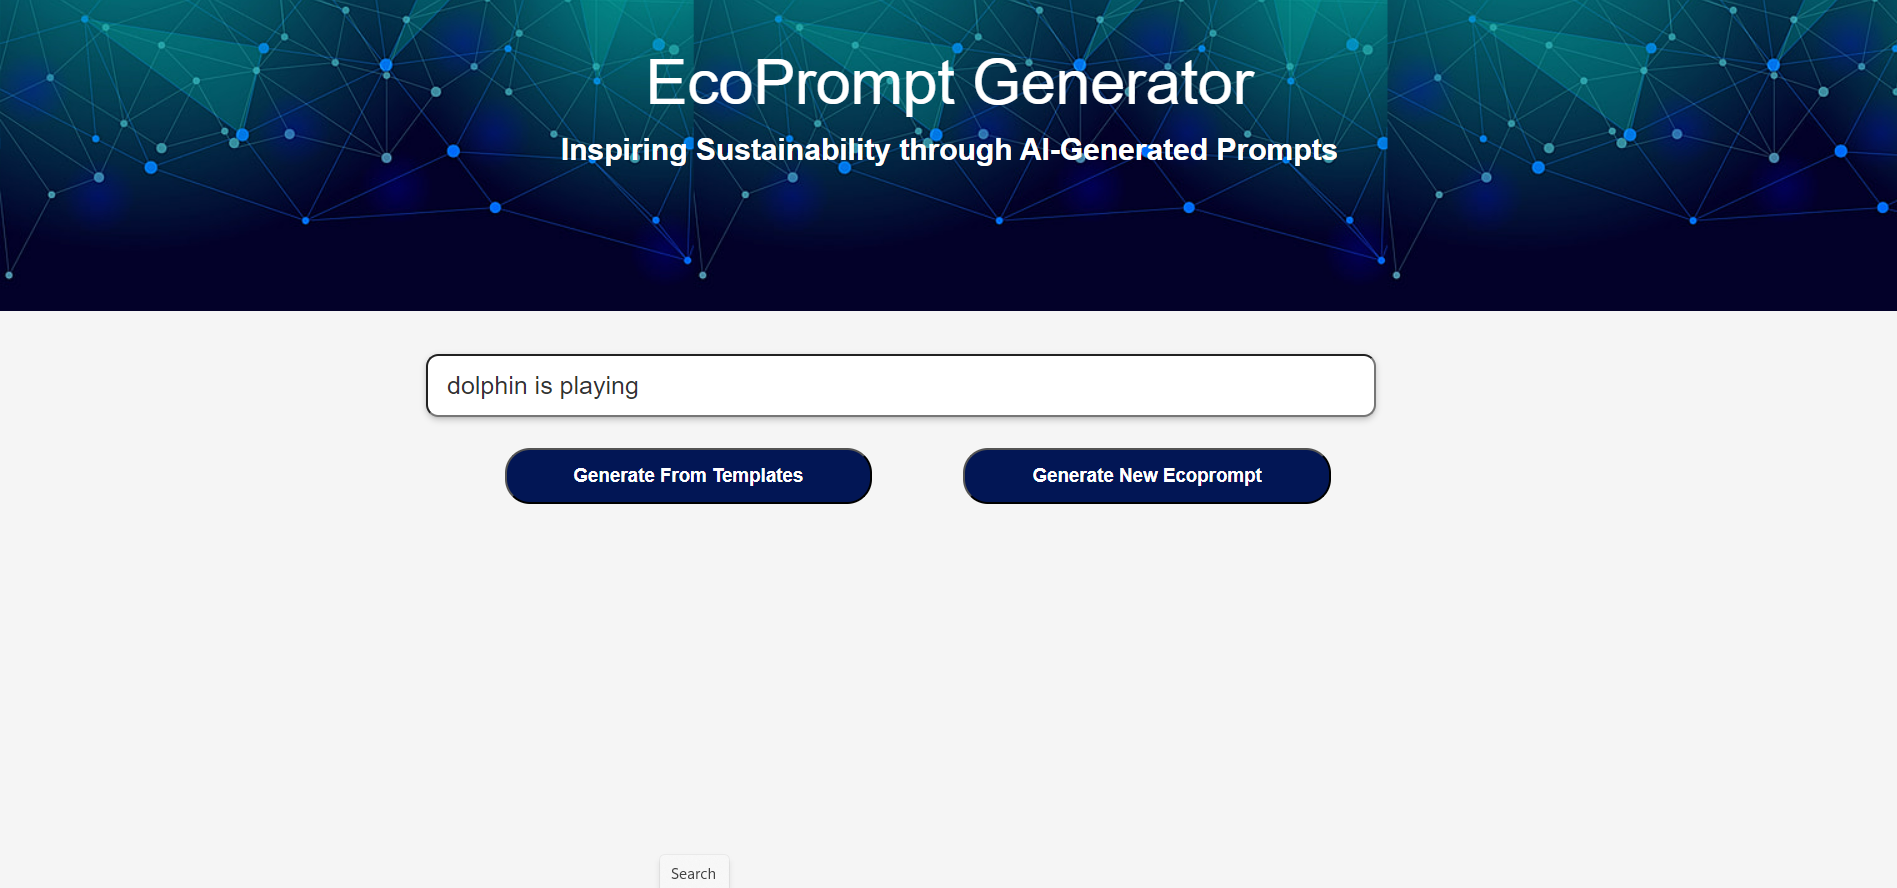 EcoPrompt Generator
Inspiring Sustainability through AI-Generated Prompts
dolphin is playing
Generate From Templates
Generate New Ecoprompt
Search